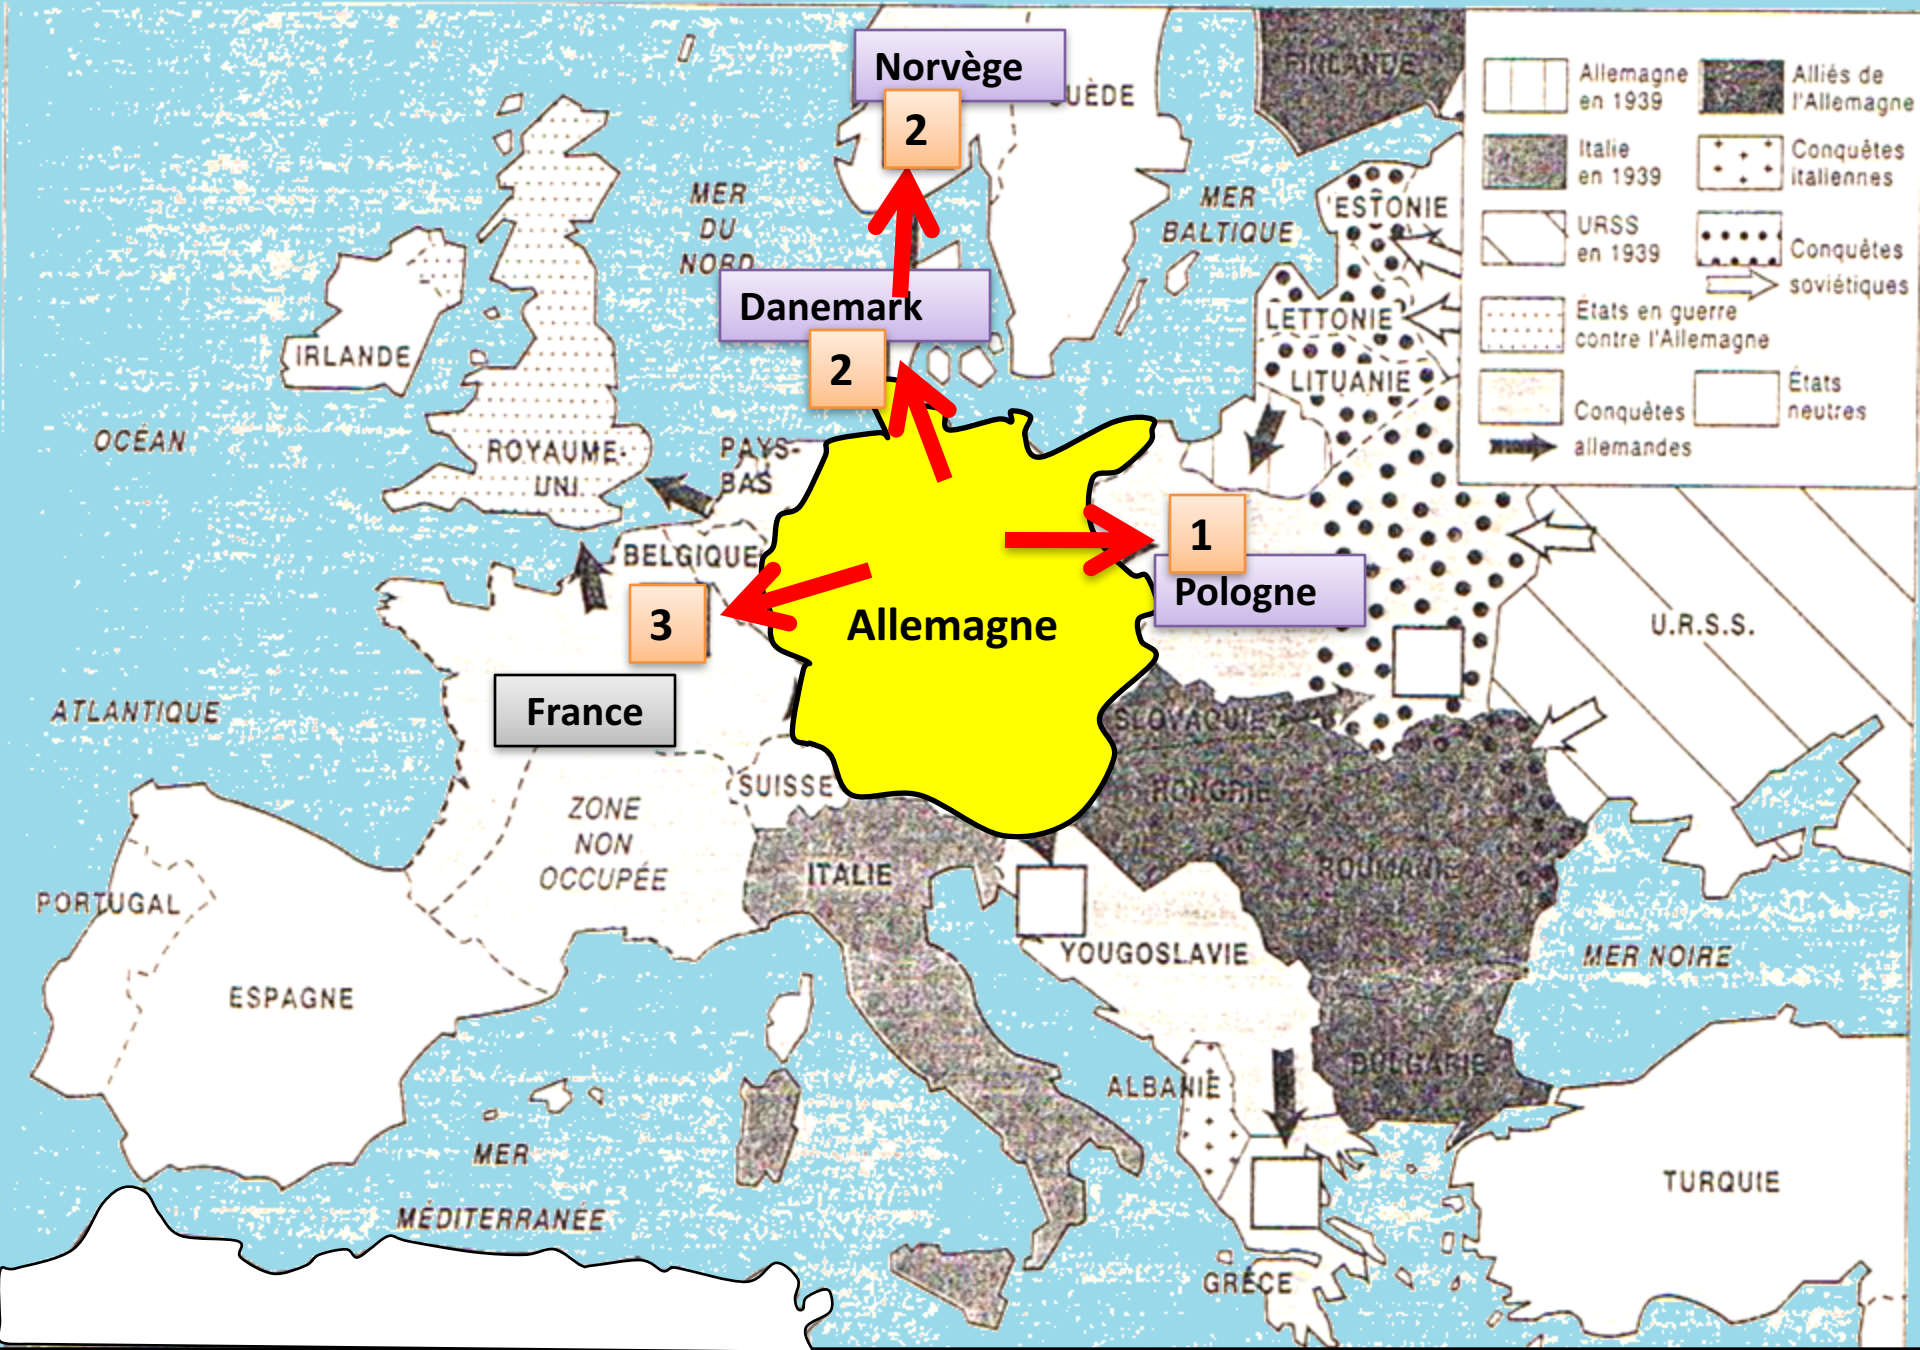 Norvège
2
UÈDE
FINLANDE
Allemagne
en 1939
Alliés de
l'Allemagne
Italie
en 1939
Conquêtes
italiennes
URSS
en 1939
Conquêtes
soviétiques
États en guerre
contre l'Allemagne
Conquêtes
allemandes
États
neutres
MER
DU
NORD
MER
BALTIQUE
ESTONIE
Danemark
2
LETTONIE
LITUANIE
IRLANDE
OCÉAN
ROYAUME-
UNI
PAYS-
BAS
1
Pologne
BELGIQUE
3
Allemagne
U.R.S.S.
France
ATLANTIQUE
SLOVAQUIE
SUISSE
HONGRIE
ZONE
NON
OCCUPÉE
ITALIE
ROUMANIE
PORTUGAL
YOUGOSLAVIE
MER NOIRE
ESPAGNE
BULGARIE
ALBANIE
MER
MÉDITERRANÉE
TURQUIE
GRÈCE